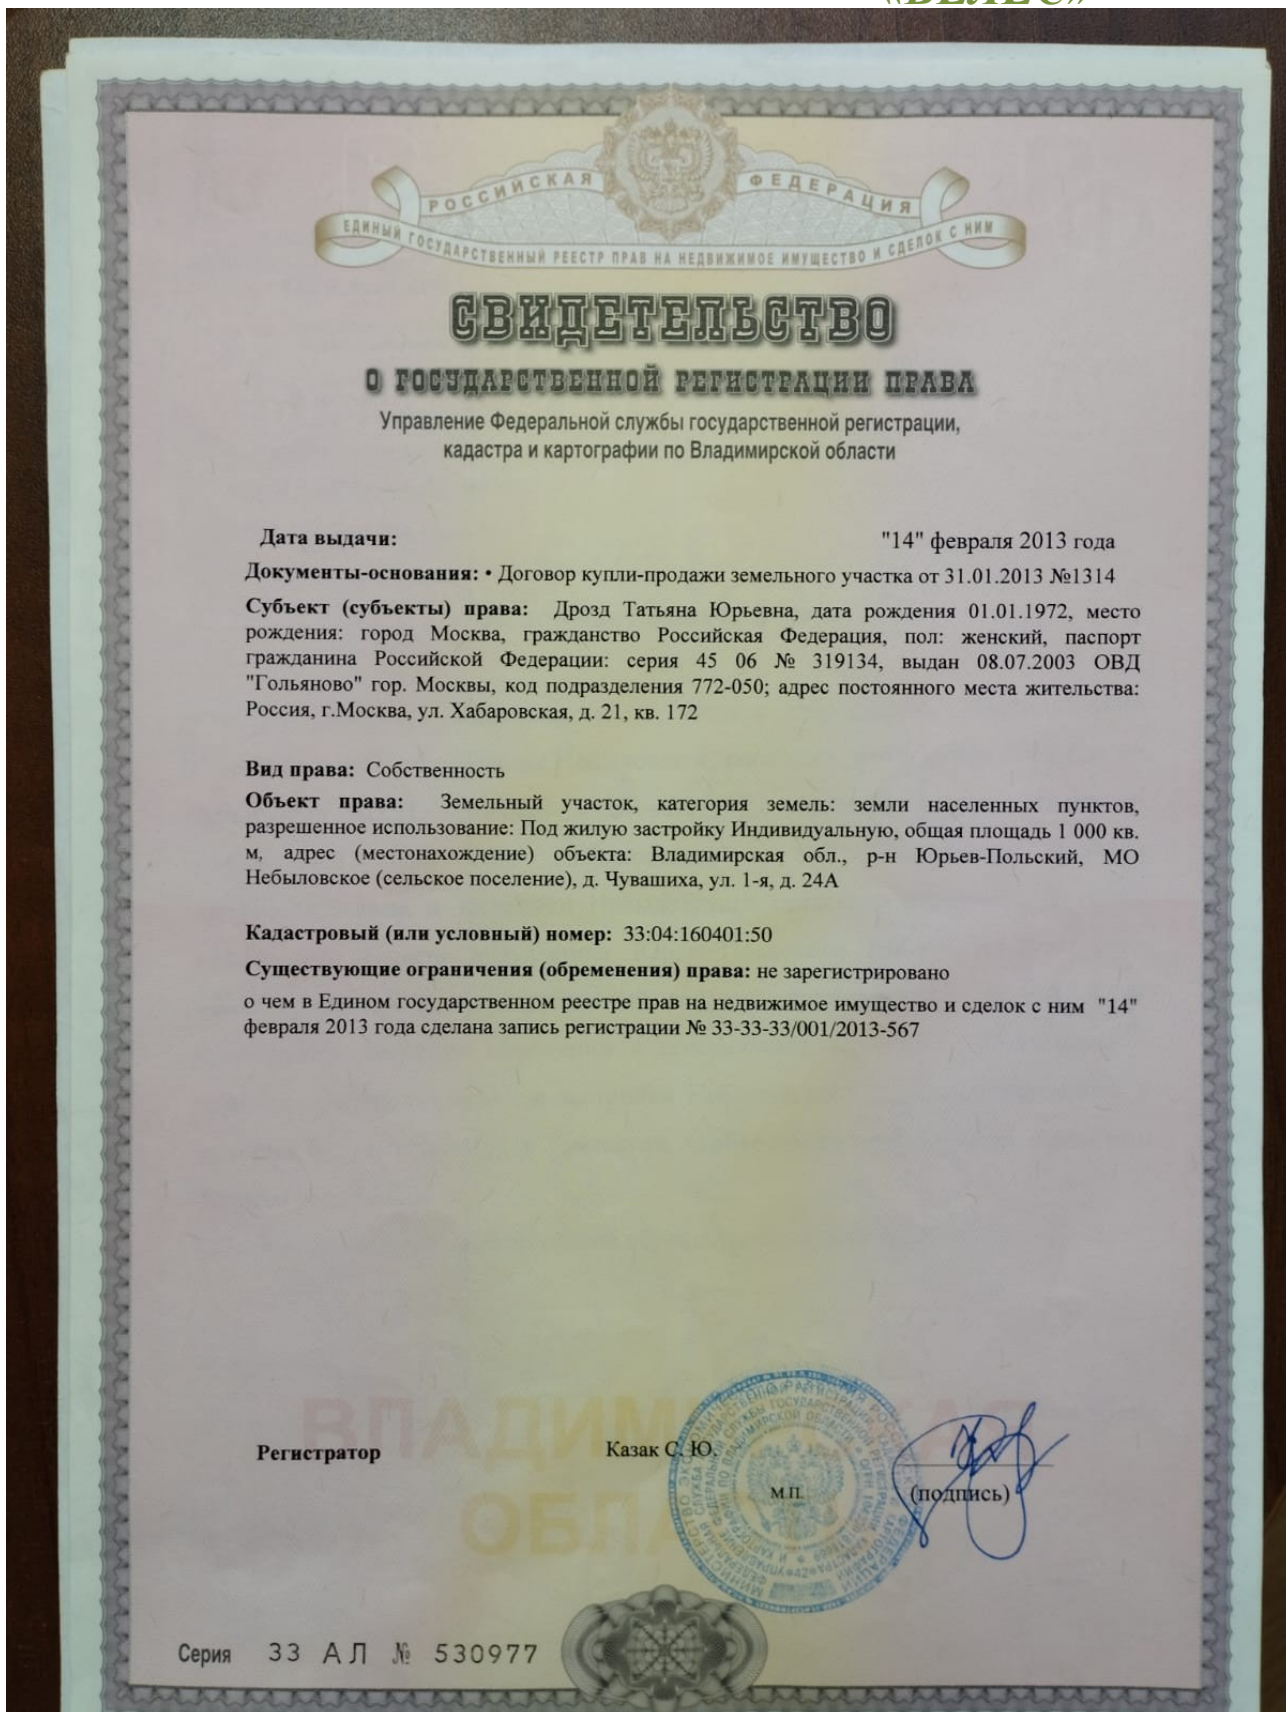 «ВЕЛЕС»
РОССИЙСКАЯ ФЕДЕРАЦИЯ
ЕДИНЫЙ ГОСУДАРСТВЕННЫЙ РЕЕСТР ПРАВ НА НЕДВИЖИМОЕ ИМУЩЕСТВО И СДЕЛОК С НИМ
СВИДЕТЕЛЬСТВО
О ГОСУДАРСТВЕННОЙ РЕГИСТРАЦИИ ПРАВА
Управление Федеральной службы государственной регистрации,
кадастра и картографии по Владимирской области
Дата выдачи: "14" февраля 2013 года
Документы-основания: • Договор купли-продажи земельного участка от 31.01.2013 №1314
Субъект (субъекты) права: Дрозд Татьяна Юрьевна, дата рождения 01.01.1972, место
рождения: город Москва, гражданство Российская Федерация, пол: женский, паспорт
гражданина Российской Федерации: серия 45 06 № 319134, выдан 08.07.2003 ОВД
"Гольяново" гор. Москвы, код подразделения 772-050; адрес постоянного места жительства:
Россия, г.Москва, ул. Хабаровская, д. 21, кв. 172
Вид права: Собственность
Объект права: Земельный участок, категория земель: земли населенных пунктов,
разрешенное использование: Под жилую застройку Индивидуальную, общая площадь 1 000 кв.
м, адрес (местонахождение) объекта: Владимирская обл., р-н Юрьев-Польский, МО
Небыловское (сельское поселение), д. Чувашиха, ул. 1-я, д. 24А
Кадастровый (или условный) номер: 33:04:160401:50
Существующие ограничения (обременения) права: не зарегистрировано
о чем в Едином государственном реестре прав на недвижимое имущество и сделок с ним "14"
февраля 2013 года сделана запись регистрации № 33-33-33/001/2013-567
Регистратор Казак С. Ю.
М.П. (подпись)
Серия 33 АЛ № 530977